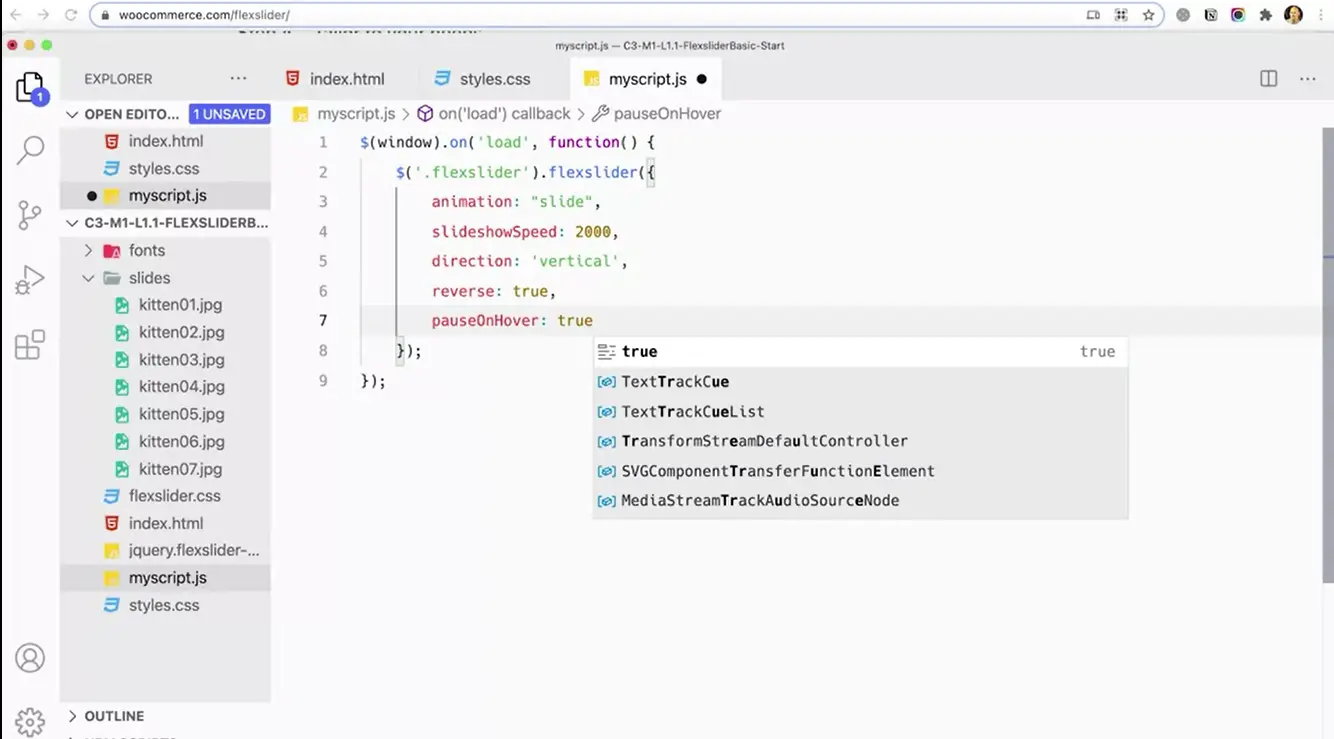 woocommerce.com/flexslider/
myscript.js — C3-M1-L1.1-FlexsliderBasic-Start
EXPLORER
index.html
styles.css
myscript.js
OPEN EDITO... 1 UNSAVED
index.html
styles.css
myscript.js
C3-M1-L1.1-FLEXSLIDERB...
fonts
slides
kitten01.jpg
kitten02.jpg
kitten03.jpg
kitten04.jpg
kitten05.jpg
kitten06.jpg
kitten07.jpg
flexslider.css
index.html
jquery.flexslider-...
myscript.js
styles.css
OUTLINE
1
myscript.js > on('load') callback > pauseOnHover
1 $(window).on('load', function() {
2 $('.flexslider').flexslider({
3 animation: "slide",
4 slideshowSpeed: 2000,
5 direction: 'vertical',
6 reverse: true,
7 pauseOnHover: true
8 });
9 });
true true
TextTrackCue
TextTrackCueList
TransformStreamDefaultController
SVGComponentTransferFunctionElement
MediaStreamTrackAudioSourceNode